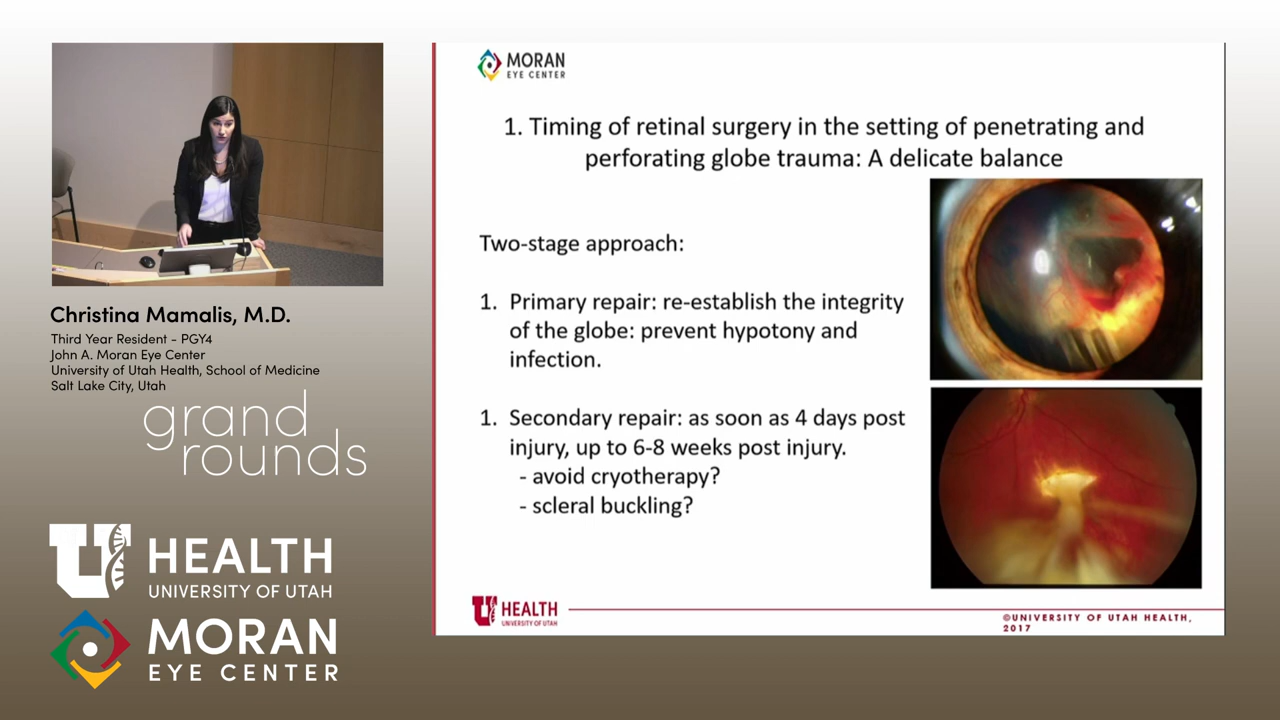 Christina Mamalis, M.D.
Third Year Resident - PGY4
John A. Moran Eye Center
University of Utah Health, School of Medicine
Salt Lake City, Utah
grand
rounds
U HEALTH
UNIVERSITY OF UTAH
MORAN
EYE CENTER
MORAN
EYE CENTER
1. Timing of retinal surgery in the setting of penetrating and
perforating globe trauma: A delicate balance
Two-stage approach:
1. Primary repair: re-establish the integrity
of the globe: prevent hypotony and
infection.
1. Secondary repair: as soon as 4 days post
injury, up to 6-8 weeks post injury.
- avoid cryotherapy?
- scleral buckling?
U HEALTH
UNIVERSITY OF UTAH
©UNIVERSITY OF UTAH HEALTH,
2017